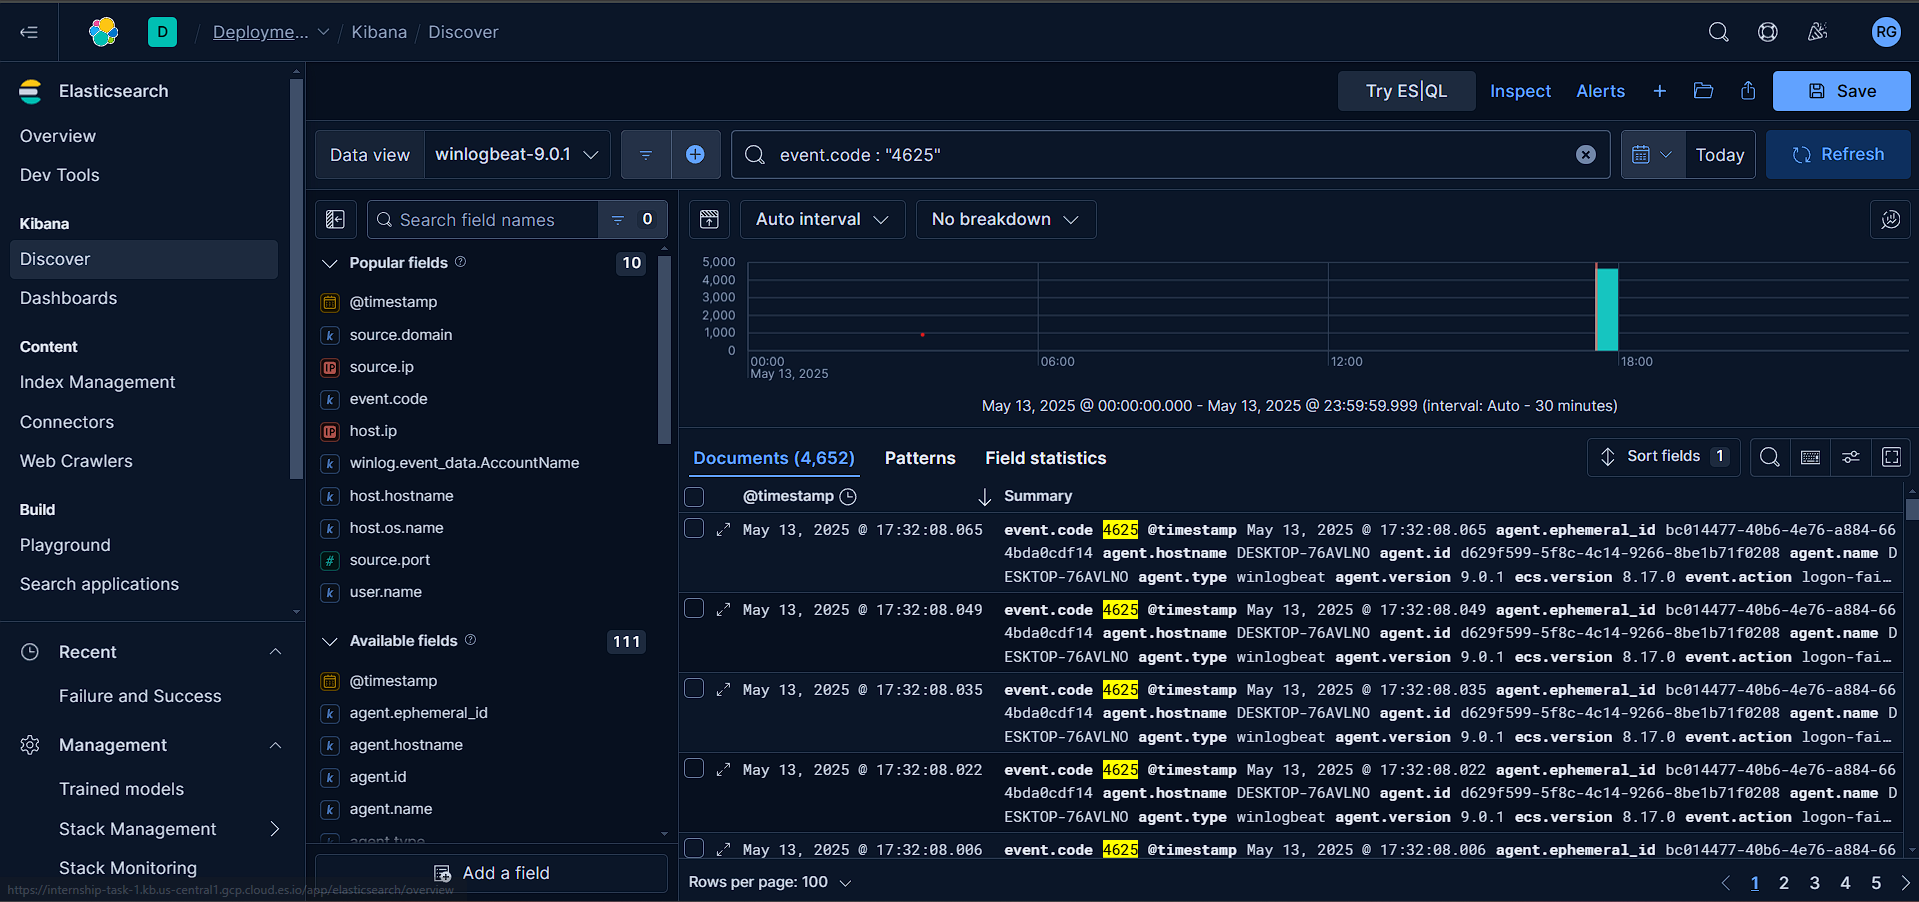 D / Deployme... / Kibana / Discover RG
Elasticsearch
Overview
Dev Tools
Kibana
Discover
Dashboards
Content
Index Management
Connectors
Web Crawlers
Build
Playground
Search applications
Recent
Failure and Success
Management
Trained models
Stack Management
Stack Monitoring
https://internship-task-1.kb.us-central1.gcp.cloud.es.io/app/elasticsearch/overview
Try ES|QL Inspect Alerts + Save
Data view winlogbeat-9.0.1 event.code : "4625" Today Refresh
Search field names 0
Popular fields 10
@timestamp
k source.domain
IP source.ip
k event.code
IP host.ip
k winlog.event_data.AccountName
k host.hostname
k host.os.name
# source.port
k user.name
Available fields 111
@timestamp
k agent.ephemeral_id
k agent.hostname
k agent.id
k agent.name
k agent.type
Add a field
Auto interval No breakdown
5,000
4,000
3,000
2,000
1,000
0
00:00 06:00 12:00 18:00
May 13, 2025
May 13, 2025 @ 00:00:00.000 - May 13, 2025 @ 23:59:59.999 (interval: Auto - 30 minutes)
Documents (4,652) Patterns Field statistics Sort fields 1
@timestamp Summary
May 13, 2025 @ 17:32:08.065 event.code 4625 @timestamp May 13, 2025 @ 17:32:08.065 agent.ephemeral_id bc014477-40b6-4e76-a884-66
4bda0cdf14 agent.hostname DESKTOP-76AVLNO agent.id d629f599-5f8c-4c14-9266-8be1b71f0208 agent.name D
ESKTOP-76AVLNO agent.type winlogbeat agent.version 9.0.1 ecs.version 8.17.0 event.action logon-fai...
May 13, 2025 @ 17:32:08.049 event.code 4625 @timestamp May 13, 2025 @ 17:32:08.049 agent.ephemeral_id bc014477-40b6-4e76-a884-66
4bda0cdf14 agent.hostname DESKTOP-76AVLNO agent.id d629f599-5f8c-4c14-9266-8be1b71f0208 agent.name D
ESKTOP-76AVLNO agent.type winlogbeat agent.version 9.0.1 ecs.version 8.17.0 event.action logon-fai...
May 13, 2025 @ 17:32:08.035 event.code 4625 @timestamp May 13, 2025 @ 17:32:08.035 agent.ephemeral_id bc014477-40b6-4e76-a884-66
4bda0cdf14 agent.hostname DESKTOP-76AVLNO agent.id d629f599-5f8c-4c14-9266-8be1b71f0208 agent.name D
ESKTOP-76AVLNO agent.type winlogbeat agent.version 9.0.1 ecs.version 8.17.0 event.action logon-fai...
May 13, 2025 @ 17:32:08.022 event.code 4625 @timestamp May 13, 2025 @ 17:32:08.022 agent.ephemeral_id bc014477-40b6-4e76-a884-66
4bda0cdf14 agent.hostname DESKTOP-76AVLNO agent.id d629f599-5f8c-4c14-9266-8be1b71f0208 agent.name D
ESKTOP-76AVLNO agent.type winlogbeat agent.version 9.0.1 ecs.version 8.17.0 event.action logon-fai...
May 13, 2025 @ 17:32:08.006 event.code 4625 @timestamp May 13, 2025 @ 17:32:08.006 agent.ephemeral_id bc014477-40b6-4e76-a884-66
Rows per page: 100 1 2 3 4 5